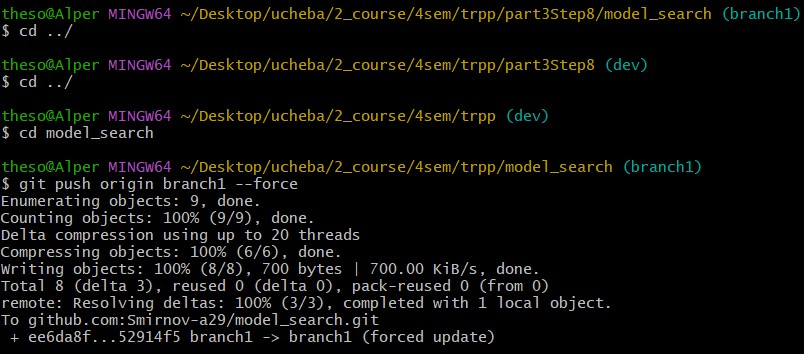 theso@Alper MINGW64 ~/Desktop/ucheba/2_course/4sem/trpp/part3Step8/model_search (branch1)
$ cd ../
theso@Alper MINGW64 ~/Desktop/ucheba/2_course/4sem/trpp/part3Step8 (dev)
$ cd ../
theso@Alper MINGW64 ~/Desktop/ucheba/2_course/4sem/trpp (dev)
$ cd model_search
theso@Alper MINGW64 ~/Desktop/ucheba/2_course/4sem/trpp/model_search (branch1)
$ git push origin branch1 --force
Enumerating objects: 9, done.
Counting objects: 100% (9/9), done.
Delta compression using up to 20 threads
Compressing objects: 100% (6/6), done.
Writing objects: 100% (8/8), 700 bytes | 700.00 KiB/s, done.
Total 8 (delta 3), reused 0 (delta 0), pack-reused 0 (from 0)
remote: Resolving deltas: 100% (3/3), completed with 1 local object.
To github.com:Smirnov-a29/model_search.git
 + ee6da8f...52914f5 branch1 -> branch1 (forced update)